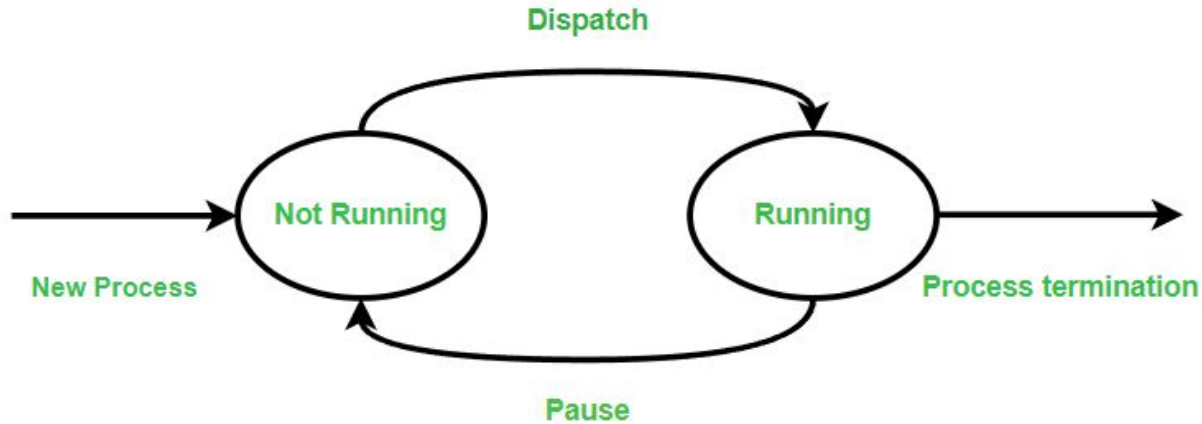 Dispatch
Not Running
Running
New Process
Process termination
Pause